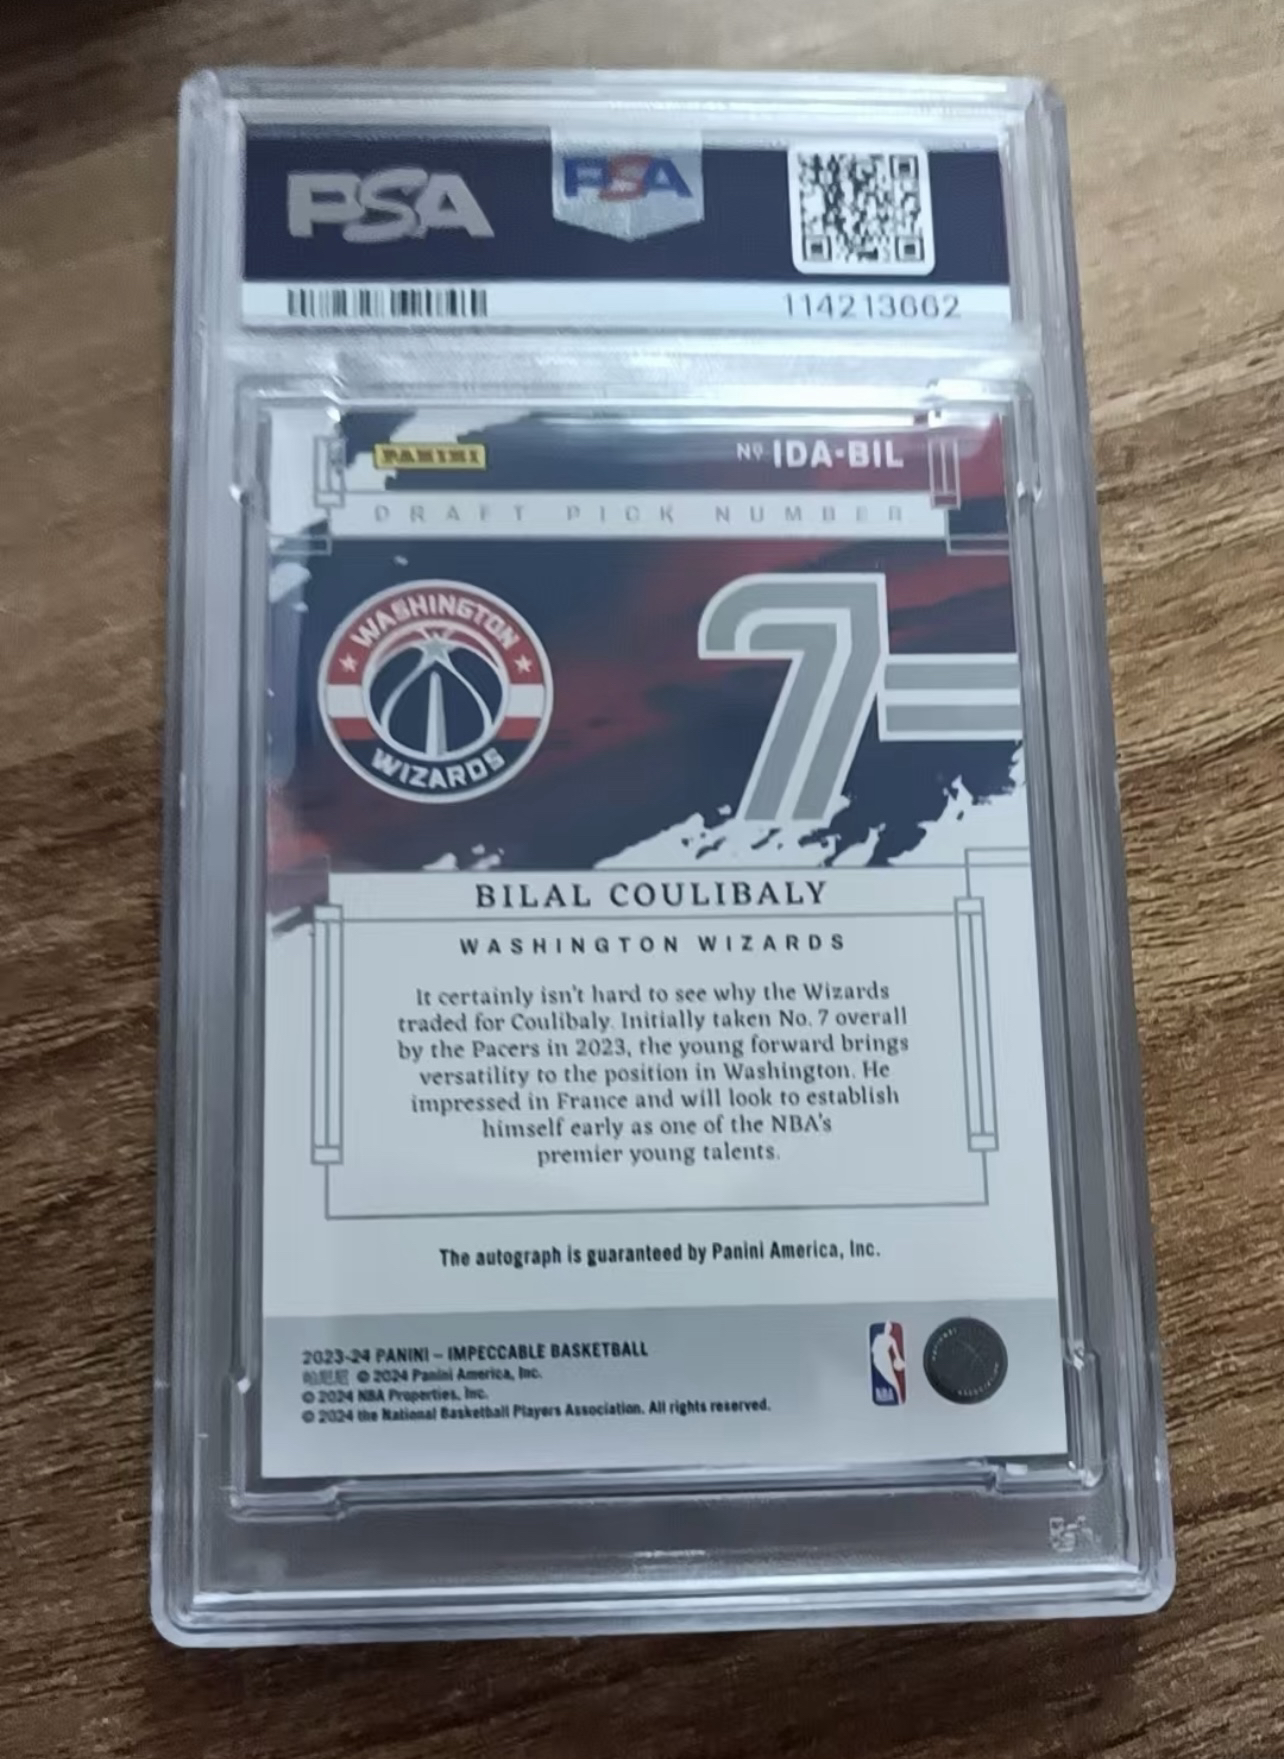 PSA
PSA
114213662
PANINI
Nº IDA-BIL
DRAFT PICK NUMBER
WASHINGTON
WIZARDS
7
BILAL COULIBALY
WASHINGTON WIZARDS
It certainly isn't hard to see why the Wizards
traded for Coulibaly. Initially taken No. 7 overall
by the Pacers in 2023, the young forward brings
versatility to the position in Washington. He
impressed in France and will look to establish
himself early as one of the NBA's
premier young talents.
The autograph is guaranteed by Panini America, Inc.
2023-24 PANINI – IMPECCABLE BASKETBALL
© 2024 Panini America, Inc.
© 2024 NBA Properties, Inc.
© 2024 the National Basketball Players Association. All rights reserved.
NBA